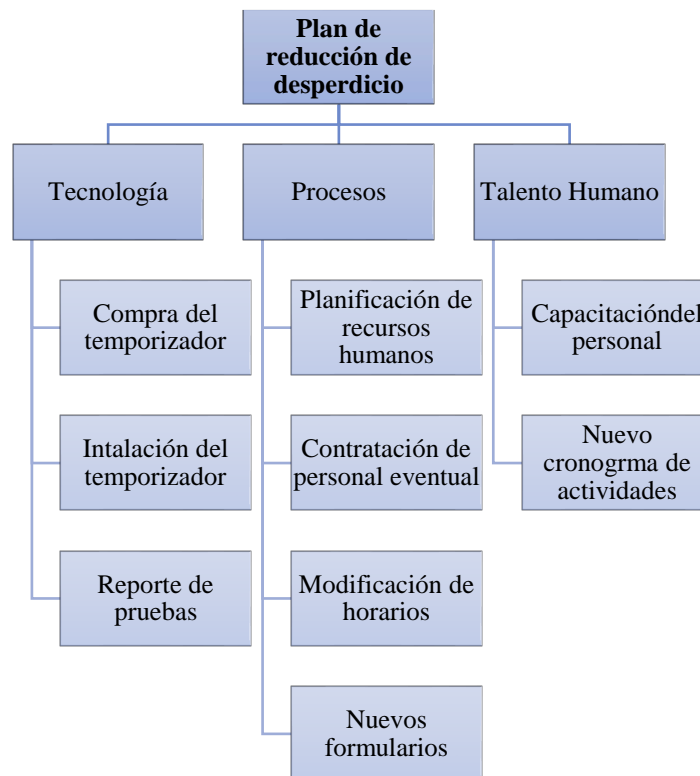 Plan de
reducción de
desperdicio
Tecnología
Compra del
temporizador
Intalación del
temporizador
Reporte de
pruebas
Procesos
Planificación de
recursos
humanos
Contratación de
personal eventual
Modificación de
horarios
Nuevos
formularios
Talento Humano
Capacitacióndel
personal
Nuevo
cronogrma de
actividades